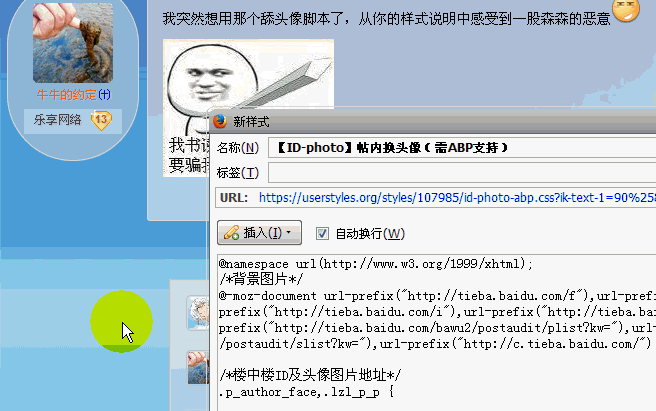 我突然想用那个舔头像脚本了，从你的样式说明中感受到一股森森的恶意
牛牛的约定(†)
乐享网络 13
我书
要骗
新样式
名称(N) 【ID-photo】帖内换头像（需ABP支持）
标签(T)
URL: https://userstyles.org/styles/107985/id-photo-abp.css?ik-text-1=90%258
插入(I)
自动换行(W)
@namespace url(http://www.w3.org/1999/xhtml);
/*背景图片*/
@-moz-document url-prefix("http://tieba.baidu.com/f"),url-prefi
prefix("http://tieba.baidu.com/i"),url-prefix("http://tieba.bai
prefix("http://tieba.baidu.com/bawu2/postaudit/plist?kw="),url-
/postaudit/slist?kw="),url-prefix("http://c.tieba.baidu.com/")
/*楼中楼ID及头像图片地址*/
.p_author_face,.lzl_p_p {